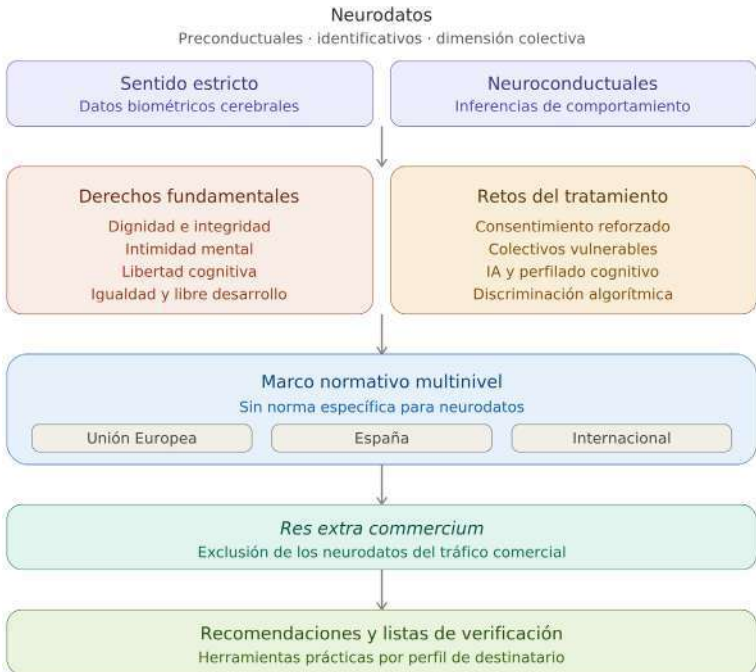 Neurodatos
Preconductuales · identificativos · dimensión colectiva
Sentido estricto
Datos biométricos cerebrales
Neuroconductuales
Inferencias de comportamiento
Derechos fundamentales
Dignidad e integridad
Intimidad mental
Libertad cognitiva
Igualdad y libre desarrollo
Retos del tratamiento
Consentimiento reforzado
Colectivos vulnerables
IA y perfilado cognitivo
Discriminación algorítmica
Marco normativo multinivel
Sin norma específica para neurodatos
Unión Europea
España
Internacional
Res extra commercium
Exclusión de los neurodatos del tráfico comercial
Recomendaciones y listas de verificación
Herramientas prácticas por perfil de destinatario